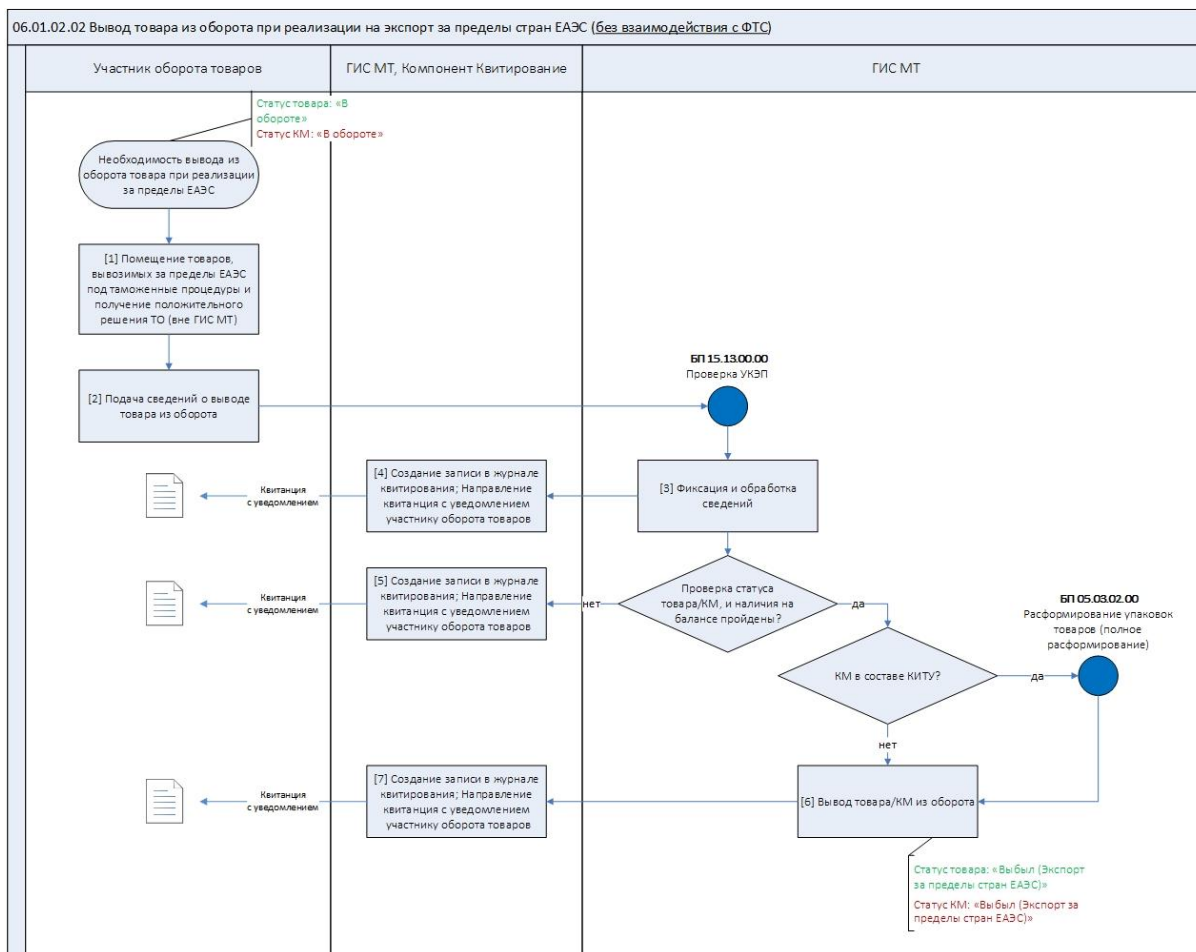 06.01.02.02 Вывод товара из оборота при реализации на экспорт за пределы стран ЕАЭС (без взаимодействия с ФТС)
Участник оборота товаров
ГИС МТ, Компонент Квитирование
ГИС МТ
Статус товара: «В
обороте»
Статус КМ: «В обороте»
Необходимость вывода из
оборота товара при реализации
за пределы ЕАЭС
[1] Помещение товаров,
вывозимых за пределы ЕАЭС
под таможенные процедуры и
получение положительного
решения ТО (вне ГИС МТ)
[2] Подача сведений о выводе
товара из оборота
БП 15.13.00.00
Проверка УКЭП
[3] Фиксация и обработка
сведений
[4] Создание записи в журнале
квитирования; Направление
квитанция с уведомлением
участнику оборота товаров
Квитанция
с уведомлением
Проверка статуса
товара/КМ, и наличия на
балансе пройдены?
нет
да
[5] Создание записи в журнале
квитирования; Направление
квитанция с уведомлением
участнику оборота товаров
Квитанция
с уведомлением
БП 05.03.02.00
Расформирование упаковок
товаров (полное
расформирование)
КМ в составе КИТУ?
да
нет
[6] Вывод товара/КМ из оборота
[7] Создание записи в журнале
квитирования; Направление
квитанция с уведомлением
участнику оборота товаров
Квитанция
с уведомлением
Статус товара: «Выбыл (Экспорт
за пределы стран ЕАЭС)»
Статус КМ: «Выбыл (Экспорт за
пределы стран ЕАЭС)»